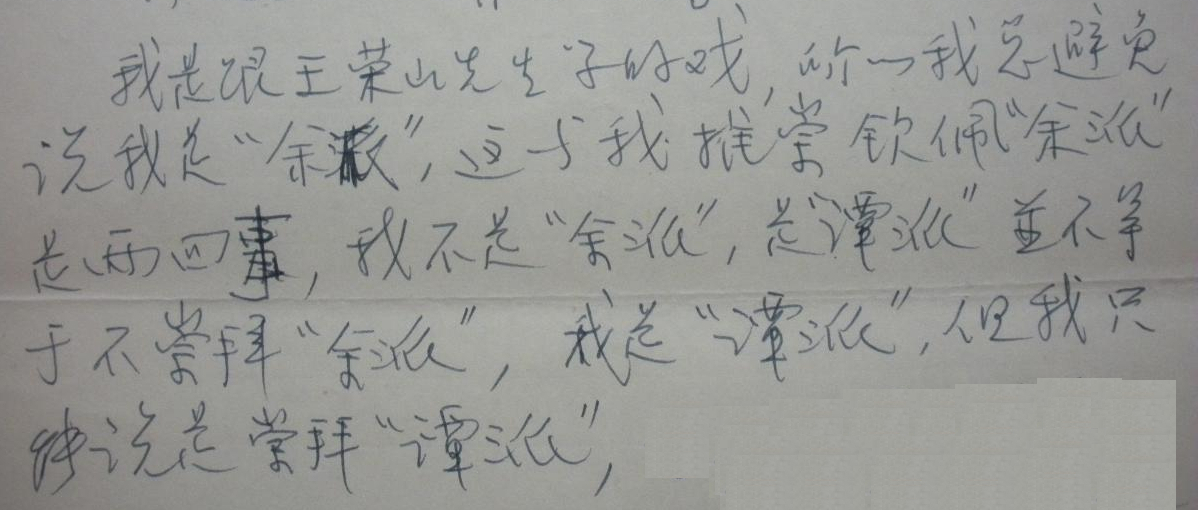 我是跟王荣山先生学的戏，所以我总避免
说我是“余派”，这与我推崇钦佩“余派”
是两回事，我不是“余派”，是“谭派”並不等
于不崇拜“余派”，我是“谭派”，但我只
能说是崇拜“谭派”，